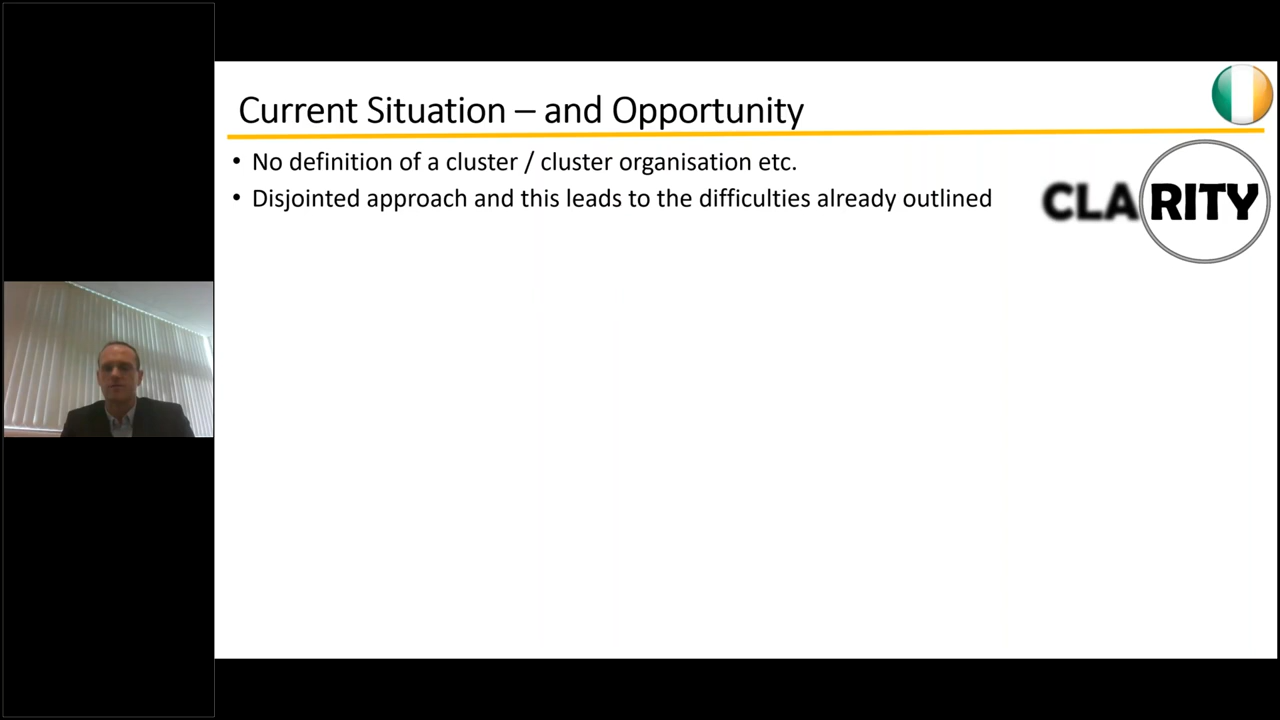 Current Situation – and Opportunity
• No definition of a cluster / cluster organisation etc.
• Disjointed approach and this leads to the difficulties already outlined
CLARITY